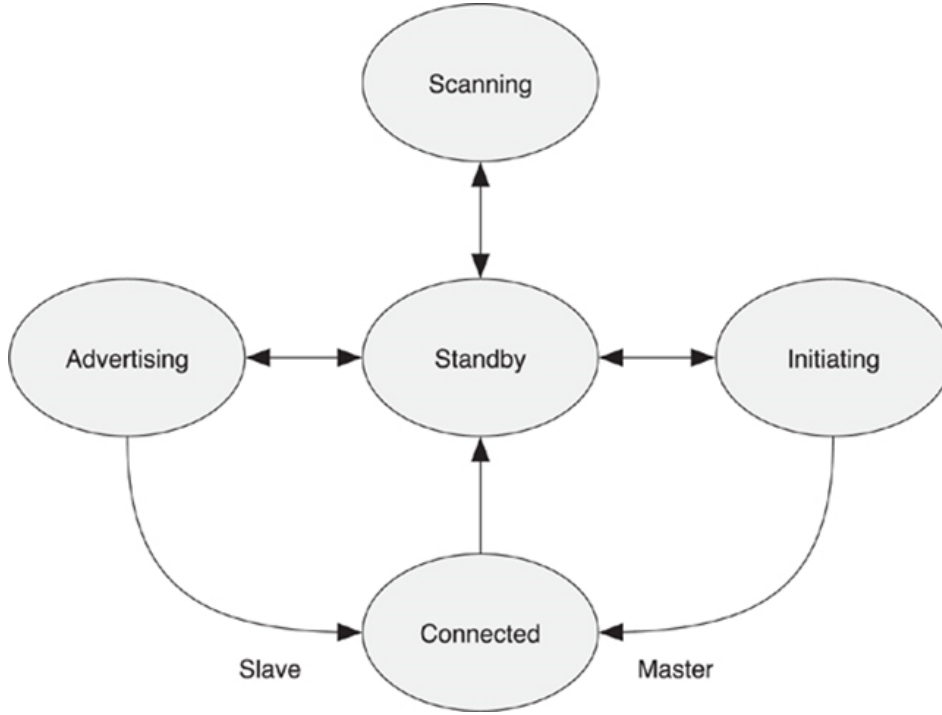 Scanning
Advertising
Standby
Initiating
Connected
Slave
Master